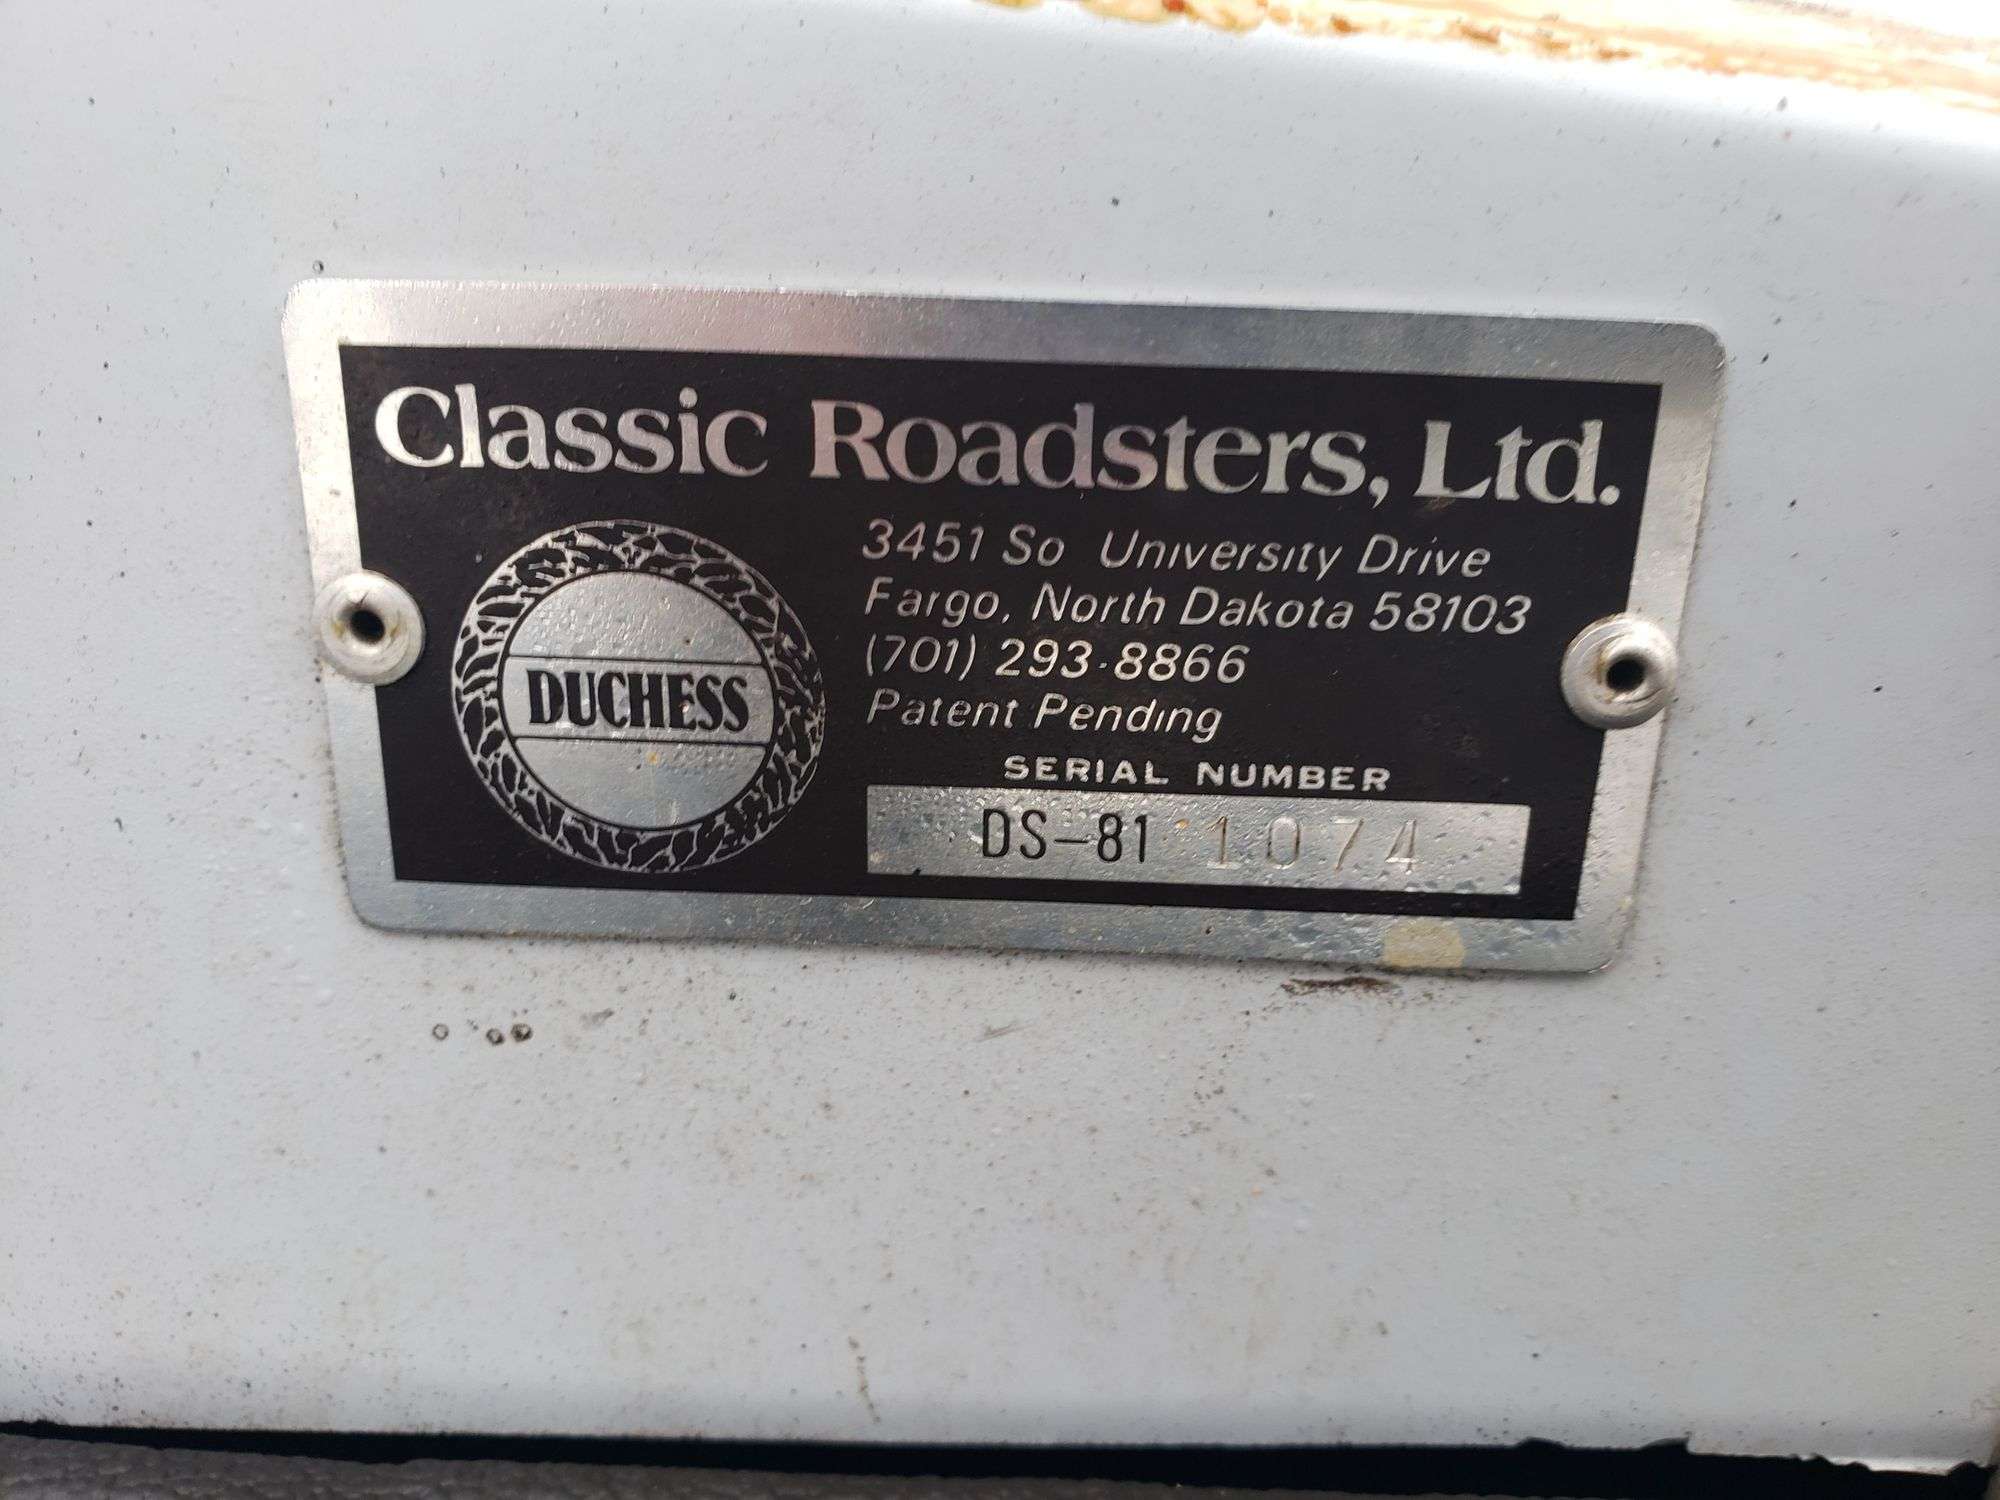 Classic Roadsters, Ltd.
DUCHESS
3451 So University Drive
Fargo, North Dakota 58103
(701) 293-8866
Patent Pending
SERIAL NUMBER
DS-81 1074